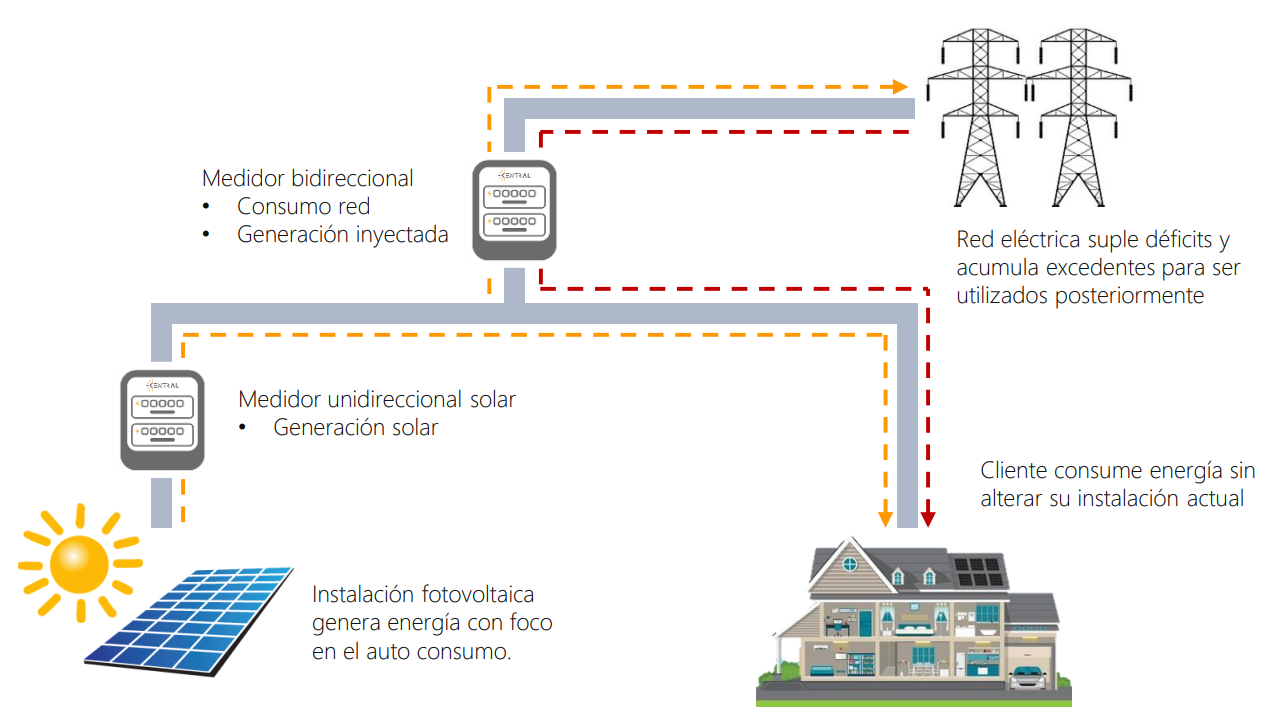 KENTRAL
Medidor bidireccional
• Consumo red
• Generación inyectada
Red eléctrica suple déficits y
acumula excedentes para ser
utilizados posteriormente
KENTRAL
Medidor unidireccional solar
• Generación solar
Cliente consume energía sin
alterar su instalación actual
Instalación fotovoltaica
genera energía con foco
en el auto consumo.